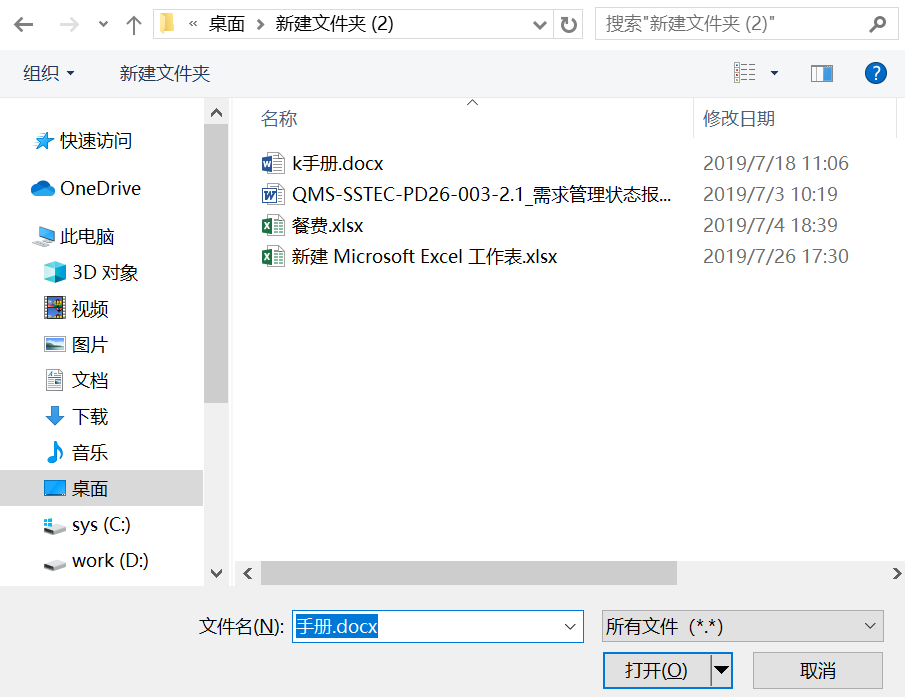 « 桌面 > 新建文件夹 (2)
搜索"新建文件夹 (2)"
组织
新建文件夹
?
快速访问
OneDrive
此电脑
3D 对象
视频
图片
文档
下载
音乐
桌面
sys (C:)
work (D:)
名称
修改日期
k手册.docx
2019/7/18 11:06
QMS-SSTEC-PD26-003-2.1_需求管理状态报...
2019/7/3 10:19
餐费.xlsx
2019/7/4 18:39
新建 Microsoft Excel 工作表.xlsx
2019/7/26 17:30
文件名(N):
手册.docx
所有文件 (*.*)
打开(O)
取消